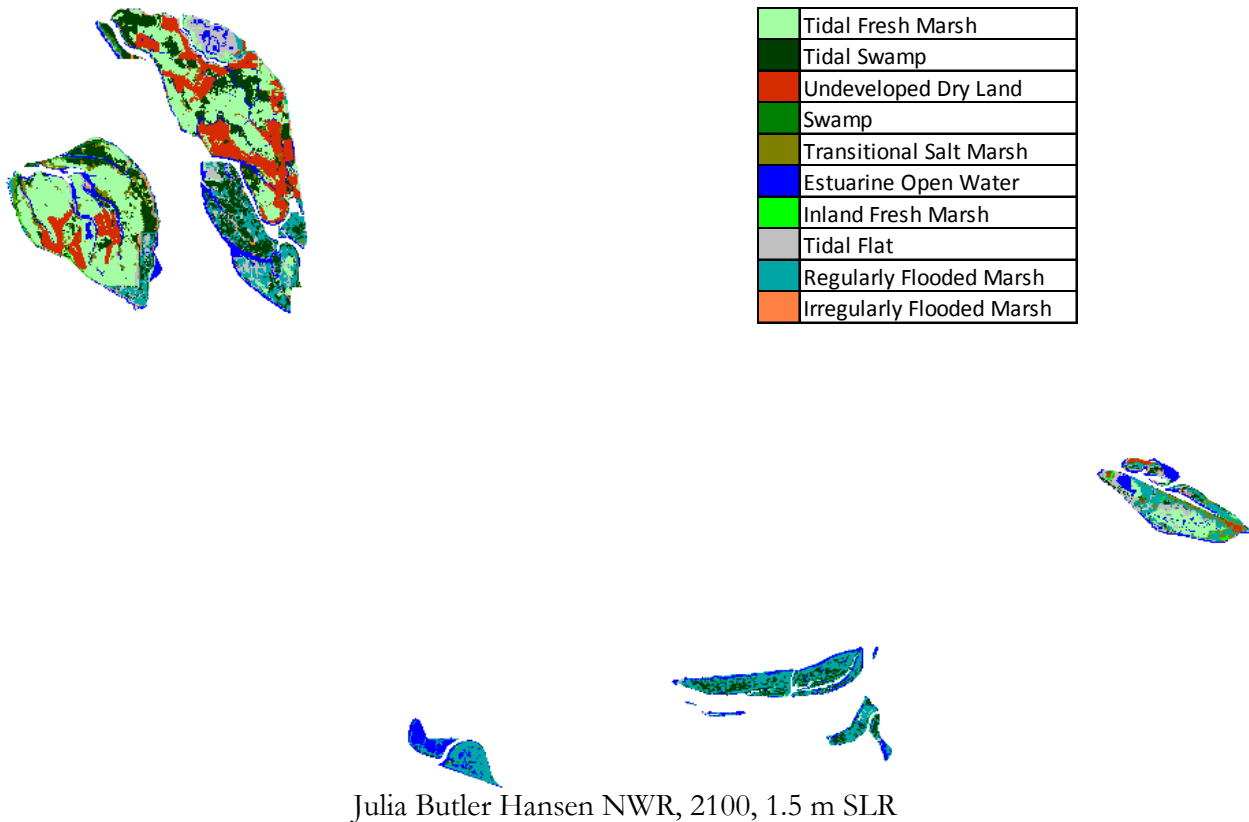 Tidal Fresh Marsh
Tidal Swamp
Undeveloped Dry Land
Swamp
Transitional Salt Marsh
Estuarine Open Water
Inland Fresh Marsh
Tidal Flat
Regularly Flooded Marsh
Irregularly Flooded Marsh
Julia Butler Hansen NWR, 2100, 1.5 m SLR